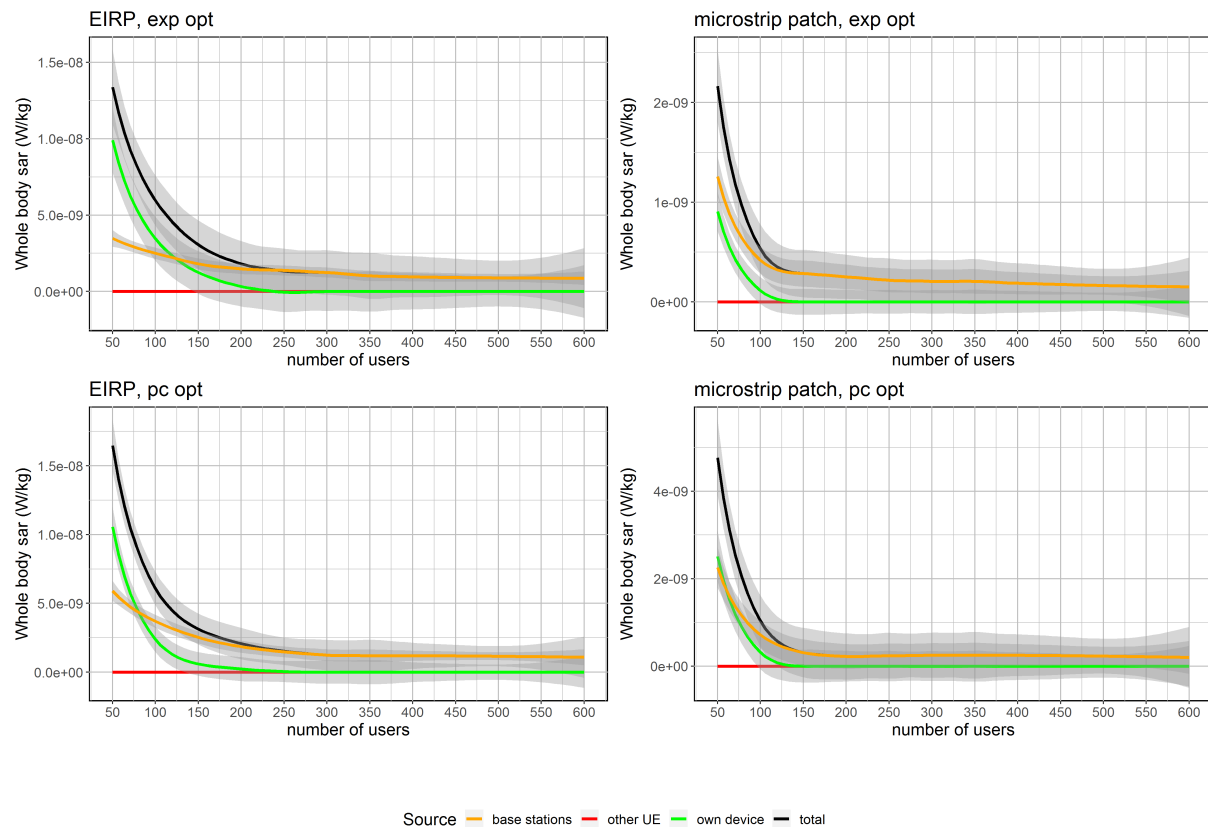 EIRP, exp opt
Whole body sar (W/kg)
1.5e-08
1.0e-08
5.0e-09
0.0e+00
50 100 150 200 250 300 350 400 450 500 550 600
number of users
microstrip patch, exp opt
Whole body sar (W/kg)
2e-09
1e-09
0e+00
50 100 150 200 250 300 350 400 450 500 550 600
number of users
EIRP, pc opt
Whole body sar (W/kg)
1.5e-08
1.0e-08
5.0e-09
0.0e+00
50 100 150 200 250 300 350 400 450 500 550 600
number of users
microstrip patch, pc opt
Whole body sar (W/kg)
4e-09
2e-09
0e+00
50 100 150 200 250 300 350 400 450 500 550 600
number of users
Source base stations other UE own device total